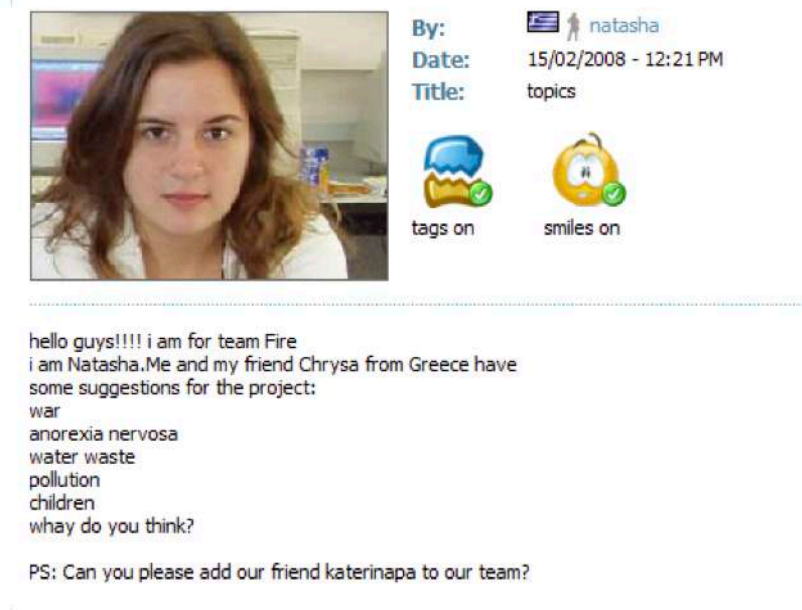 By: natasha
Date: 15/02/2008 - 12:21 PM
Title: topics
tags on smiles on
hello guys!!!! i am for team Fire
i am Natasha.Me and my friend Chrysa from Greece have
some suggestions for the project:
war
anorexia nervosa
water waste
pollution
children
whay do you think?
PS: Can you please add our friend katerinapa to our team?